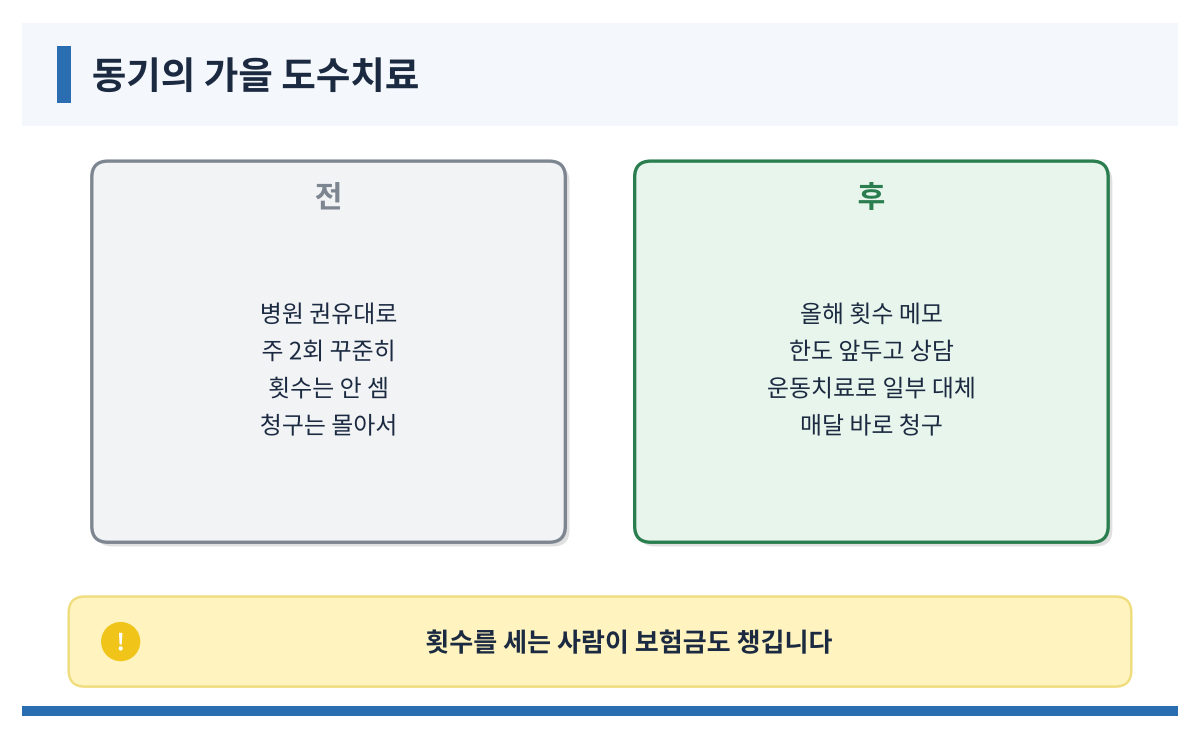 동기의 가을 도수치료
전
병원 권유대로
주 2회 꾸준히
횟수는 안 셈
청구는 몰아서
후
올해 횟수 메모
한도 앞두고 상담
운동치료로 일부 대체
매달 바로 청구
!
횟수를 세는 사람이 보험금도 챙깁니다